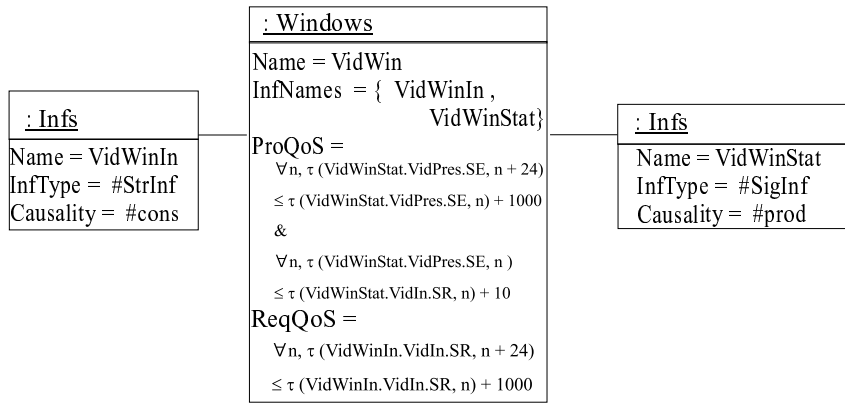 : Infs
Name = VidWinIn
InfType = #StrInf
Causality = #cons
: Windows
Name = VidWin
InfNames = { VidWinIn ,
VidWinStat}
ProQoS =
∀n, τ (VidWinStat.VidPres.SE, n + 24)
≤ τ (VidWinStat.VidPres.SE, n) + 1000
&
∀n, τ (VidWinStat.VidPres.SE, n )
≤ τ (VidWinStat.VidIn.SR, n) + 10
ReqQoS =
∀n, τ (VidWinIn.VidIn.SR, n + 24)
≤ τ (VidWinIn.VidIn.SR, n) + 1000
: Infs
Name = VidWinStat
InfType = #SigInf
Causality = #prod